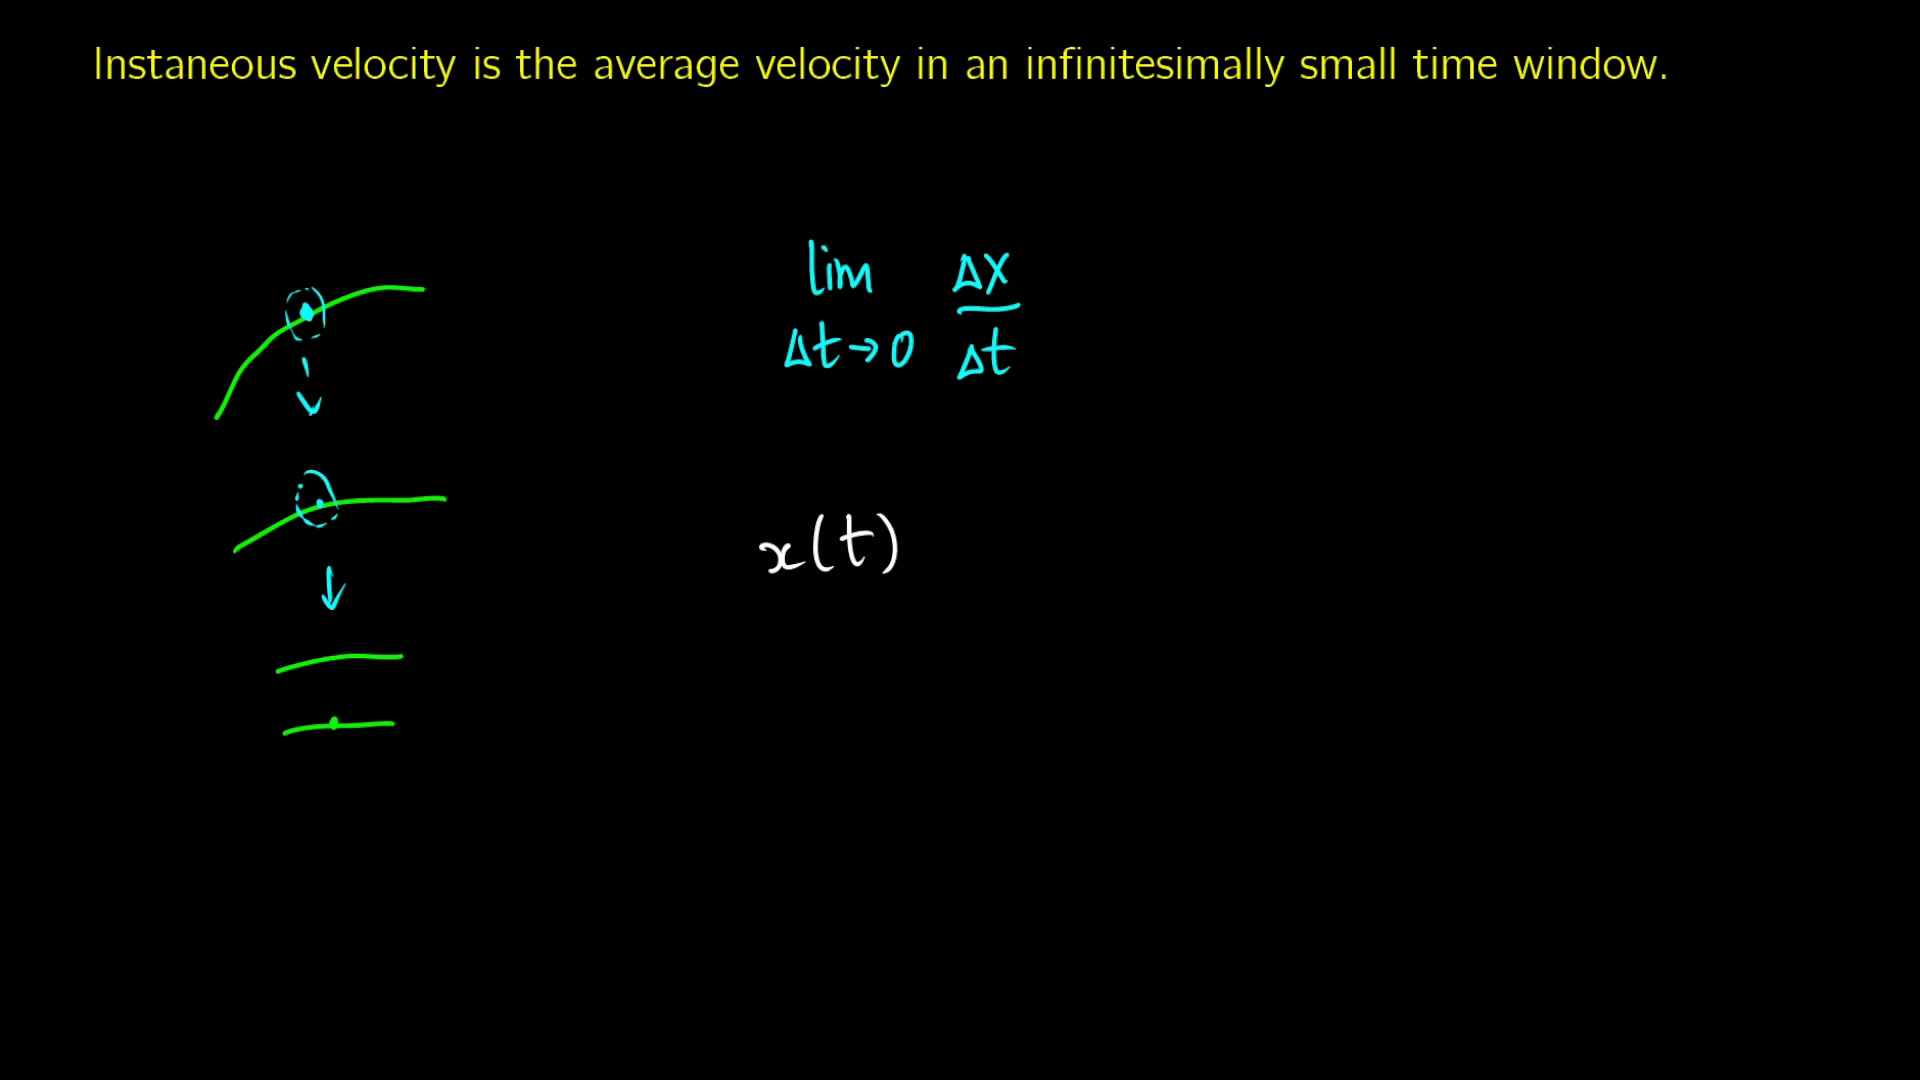 Instaneous velocity is the average velocity in an infinitesimally small time window.
lim Δx
Δt→0 Δt
x(t)